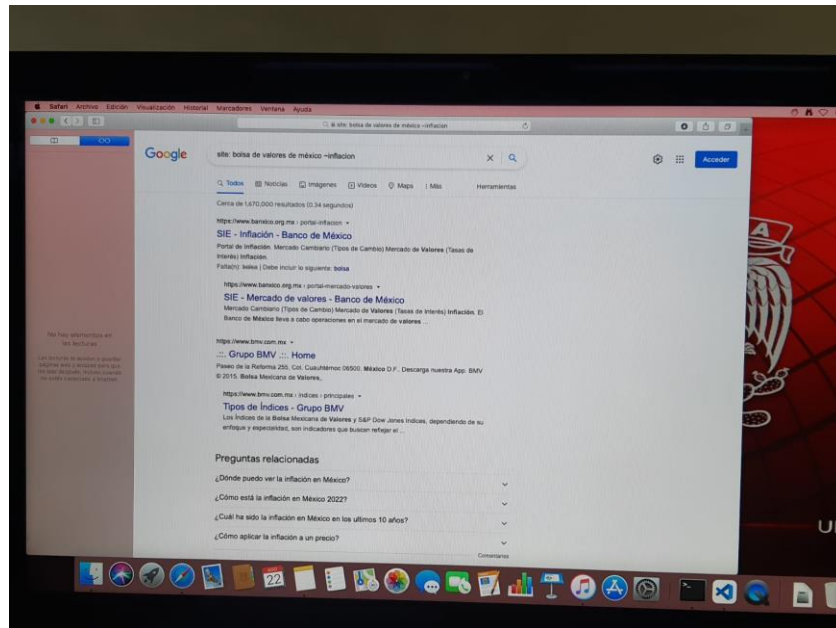 Safari Archivo Edición Visualización Historial Marcadores Ventana Ayuda
site: bolsa de valores de méxico ~inflacion
Google
site: bolsa de valores de méxico ~inflacion
Acceder
Todos Noticias Imágenes Videos Maps Más Herramientas
Cerca de 1,670,000 resultados (0.34 segundos)
https://www.banxico.org.mx › portal-inflacion
SIE - Inflación - Banco de México
Portal de Inflación. Mercado Cambiario (Tipos de Cambio) Mercado de Valores (Tasas de
Interés) Inflación.
Falta(n): bolsa | Debe incluir lo siguiente: bolsa
https://www.banxico.org.mx › portal-mercado-valores
SIE - Mercado de valores - Banco de México
Mercado Cambiario (Tipos de Cambio) Mercado de Valores (Tasas de Interés) Inflación. El
Banco de México lleva a cabo operaciones en el mercado de valores ...
https://www.bmv.com.mx
.::. Grupo BMV .::. Home
Paseo de la Reforma 255. Col. Cuauhtémoc 06500. México D.F.. Descarga nuestra App. BMV
© 2015. Bolsa Mexicana de Valores,.
https://www.bmv.com.mx › indices › principales
Tipos de Índices - Grupo BMV
Los Índices de la Bolsa Mexicana de Valores y S&P Dow Jones Indices, dependiendo de su
enfoque y especialidad, son indicadores que buscan reflejar el ...
No hay elementos en
las lecturas
Preguntas relacionadas
¿Dónde puedo ver la inflación en México?
¿Cómo está la inflación en México 2022?
¿Cuál ha sido la inflación en México en los ultimos 10 años?
¿Cómo aplicar la inflación a un precio?
Comentarios
22